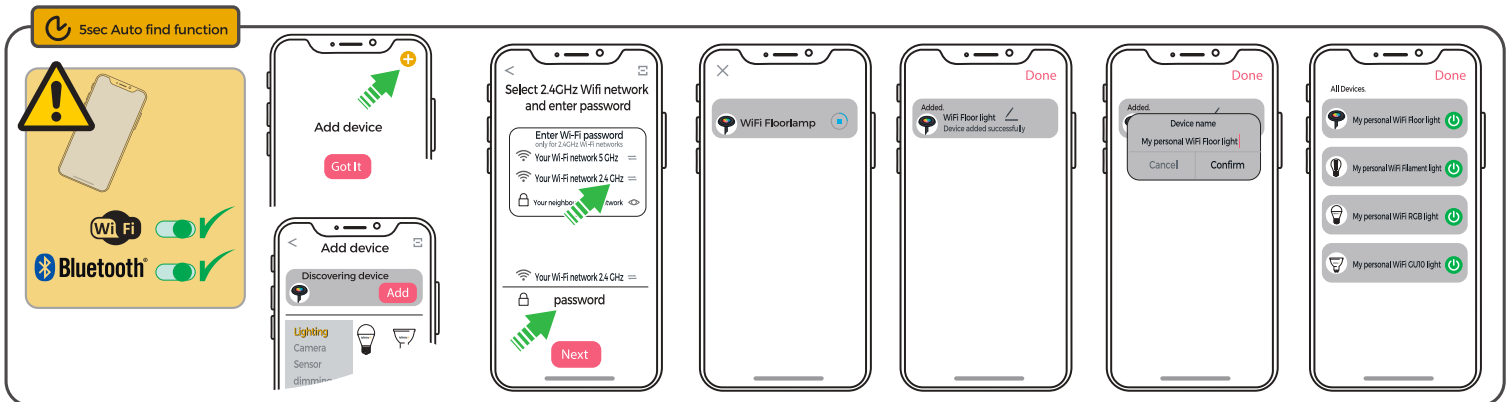 5sec Auto find function
WiFi
Bluetooth®
Add device
Got It
Add device
Discovering device
Add
Lighting
Camera
Sensor
Select 2.4GHz Wifi network
and enter password
Enter Wi-Fi password
only for 2.4GHz Wi-Fi networks
Your Wi-Fi network 5 GHz
Your Wi-Fi network 2.4 GHz
Your
Your Wi-Fi network 2.4 GHz
password
Next
WiFi Floorlamp
Done
Added.
WiFi Floor light
Device added successfully
Done
Added.
Device name
My personal WiFi Floor light
Cancel Confirm
Done
All Devices.
My personal WiFi Floor light
My personal WiFi Filament light
My personal WiFi RGB light
My personal WiFi GU10 light